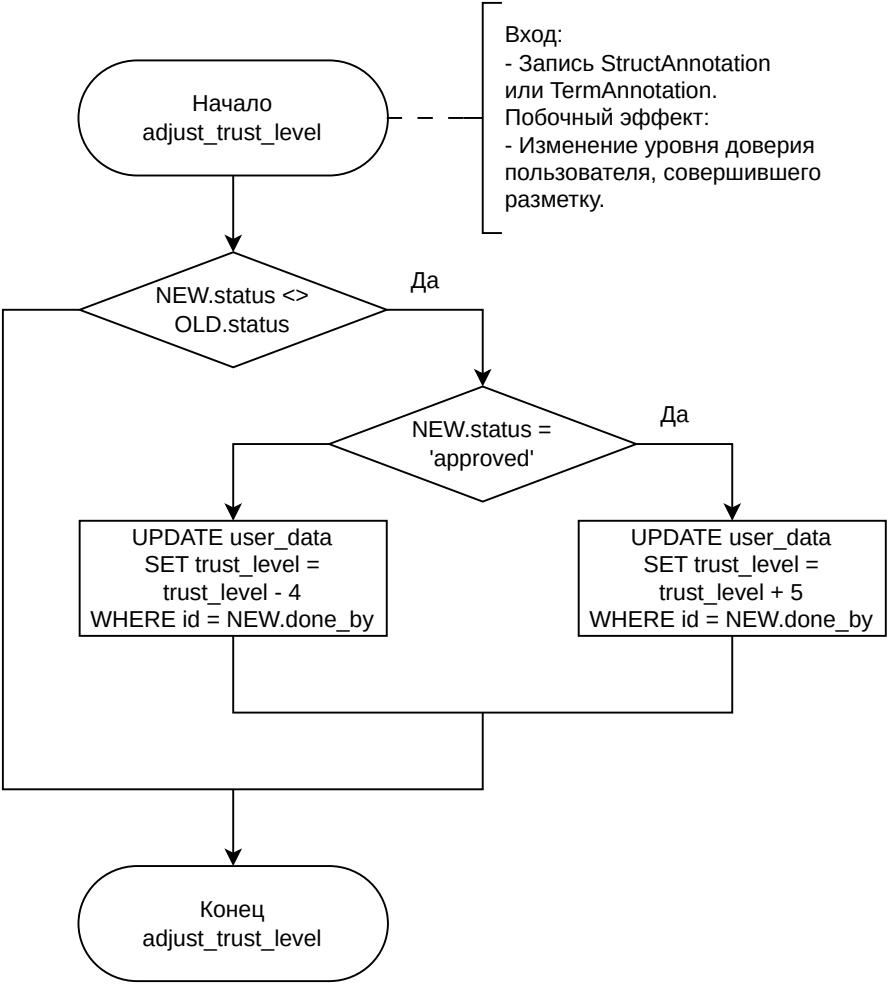 Вход:
- Запись StructAnnotation
или TermAnnotation.
Побочный эффект:
- Изменение уровня доверия
пользователя, совершившего
разметку.
Начало
adjust_trust_level
Да
NEW.status <>
OLD.status
Да
NEW.status =
'approved'
UPDATE user_data
SET trust_level =
trust_level - 4
WHERE id = NEW.done_by
UPDATE user_data
SET trust_level =
trust_level + 5
WHERE id = NEW.done_by
Конец
adjust_trust_level